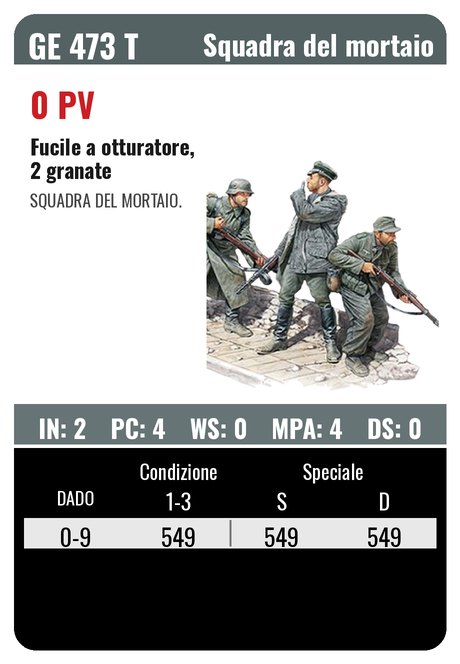 GE 473 T Squadra del mortaio
0 PV
Fucile a otturatore,
2 granate
SQUADRA DEL MORTAIO.
IN: 2 PC: 4 WS: 0 MPA: 4 DS: 0
Condizione Speciale
DADO 1-3 S D
0-9 549 549 549